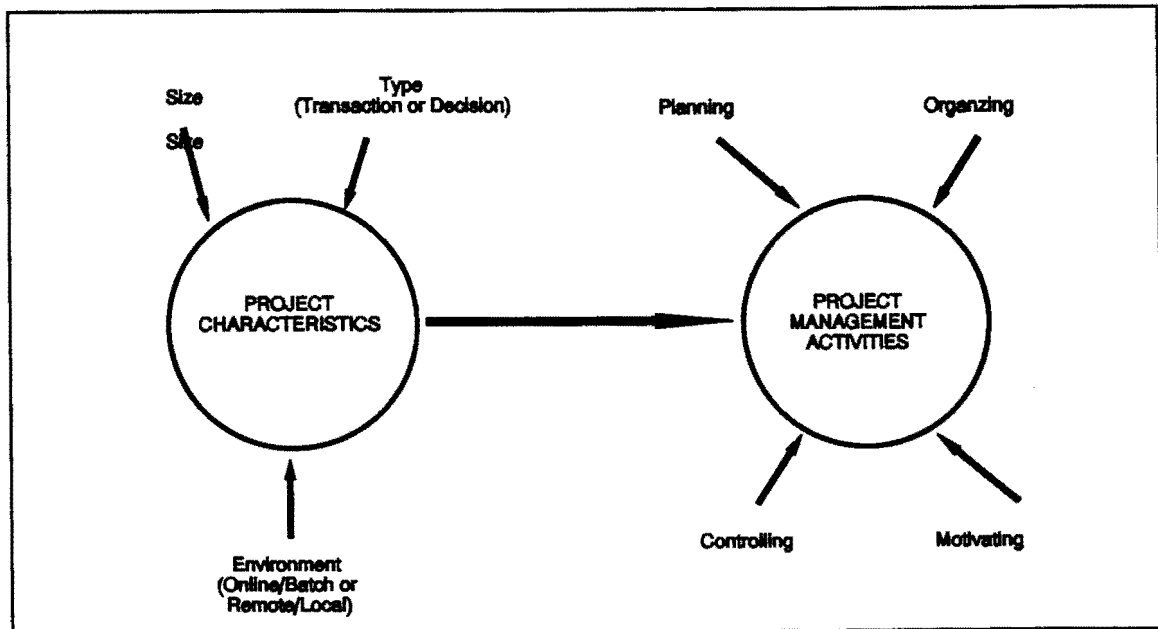 Size
Size
Type
(Transaction or Decision)
PROJECT
CHARACTERISTICS
Environment
(Online/Batch or
Remote/Local)
Planning
Organzing
PROJECT
MANAGEMENT
ACTIVITIES
Controlling
Motivating